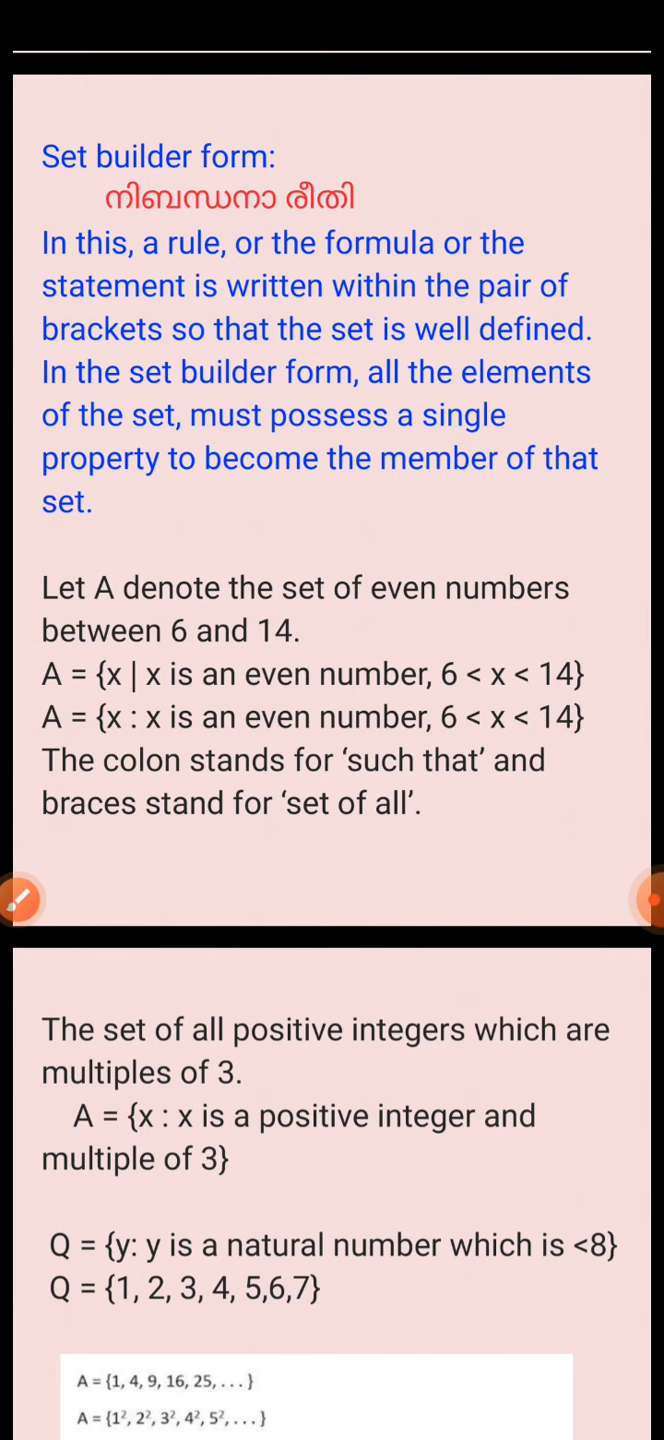 Set builder form:
നിബന്ധനാ രീതി
In this, a rule, or the formula or the
statement is written within the pair of
brackets so that the set is well defined.
In the set builder form, all the elements
of the set, must possess a single
property to become the member of that
set.
Let A denote the set of even numbers
between 6 and 14.
A = {x | x is an even number, 6 < x < 14}
A = {x : x is an even number, 6 < x < 14}
The colon stands for ‘such that’ and
braces stand for ‘set of all’.
The set of all positive integers which are
multiples of 3.
A = {x : x is a positive integer and
multiple of 3}
Q = {y: y is a natural number which is <8}
Q = {1, 2, 3, 4, 5,6,7}
A = {1, 4, 9, 16, 25, . . . }
A = {1², 2², 3², 4², 5², . . . }